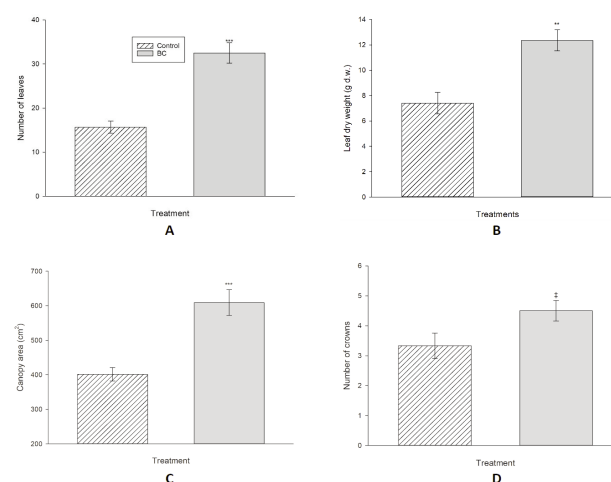 40
30
20
10
0
Number of leaves
***
Control
BC
Treatment
A
14
12
10
8
6
4
2
0
Leaf dry weight (g d.w.)
**
Treatments
B
700
600
500
400
300
200
Canopy area (cm²)
***
Treatment
C
6
5
4
3
2
1
0
Number of crowns
‡
Treatment
D